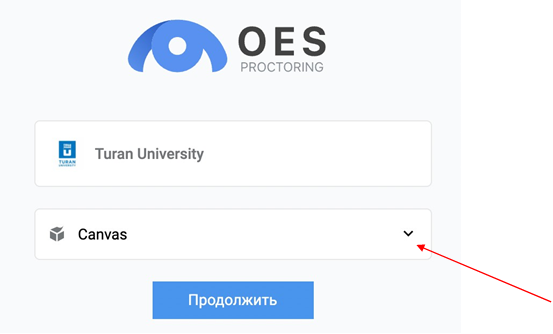 OES
PROCTORING
TURAN
UNIVERSITY
Turan University
Canvas
Продолжить